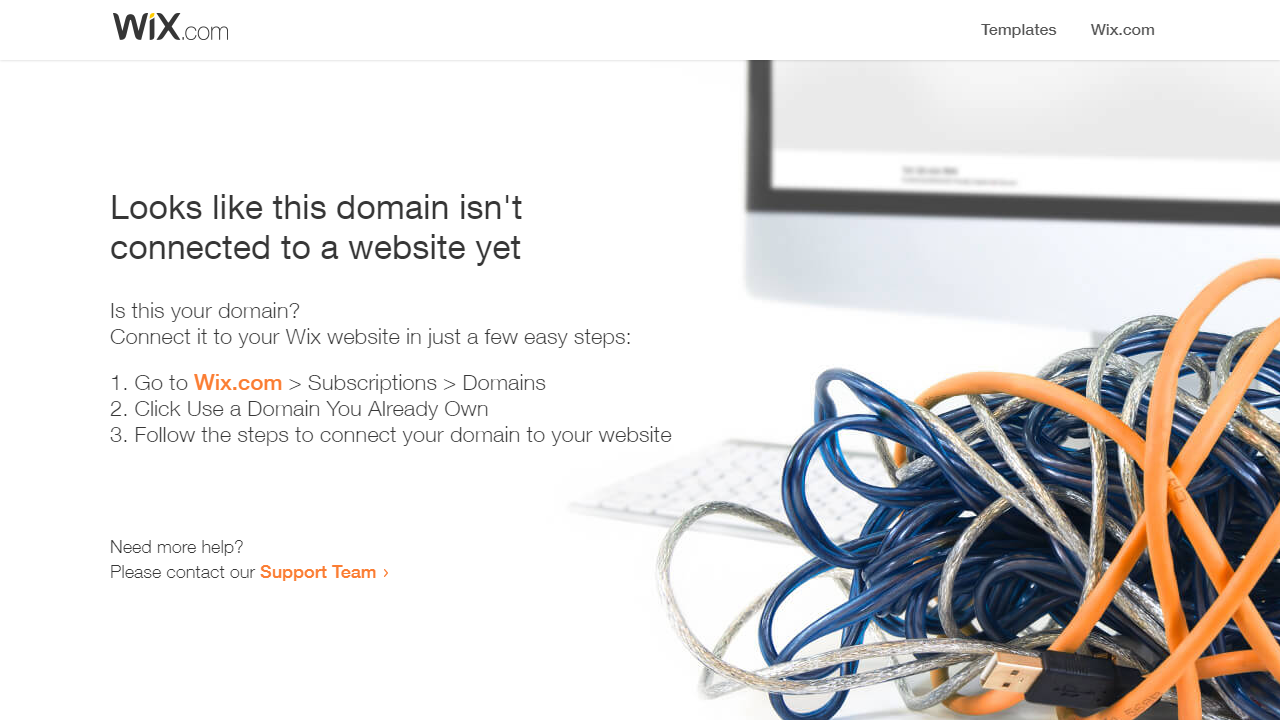 WiX.com
Templates
Wix.com
Looks like this domain isn't
connected to a website yet
Is this your domain?
Connect it to your Wix website in just a few easy steps:
1. Go to Wix.com > Subscriptions > Domains
2. Click Use a Domain You Already Own
3. Follow the steps to connect your domain to your website
Need more help?
Please contact our Support Team ›